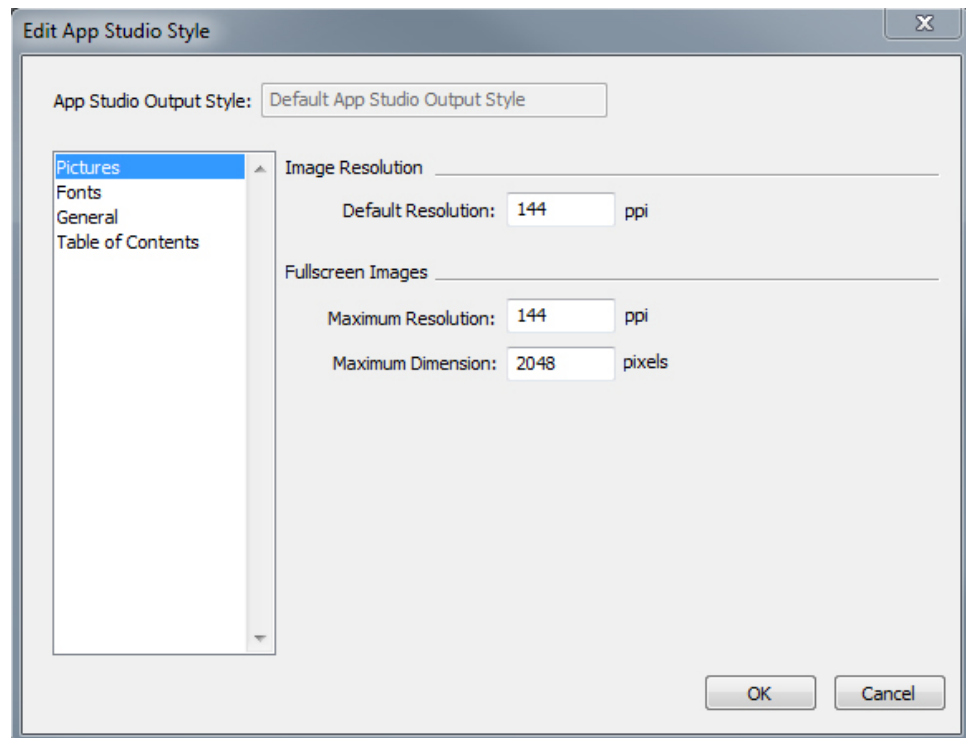 Edit App Studio Style
App Studio Output Style: Default App Studio Output Style
Pictures
Fonts
General
Table of Contents
Image Resolution
Default Resolution: 144 ppi
Fullscreen Images
Maximum Resolution: 144 ppi
Maximum Dimension: 2048 pixels
OK Cancel